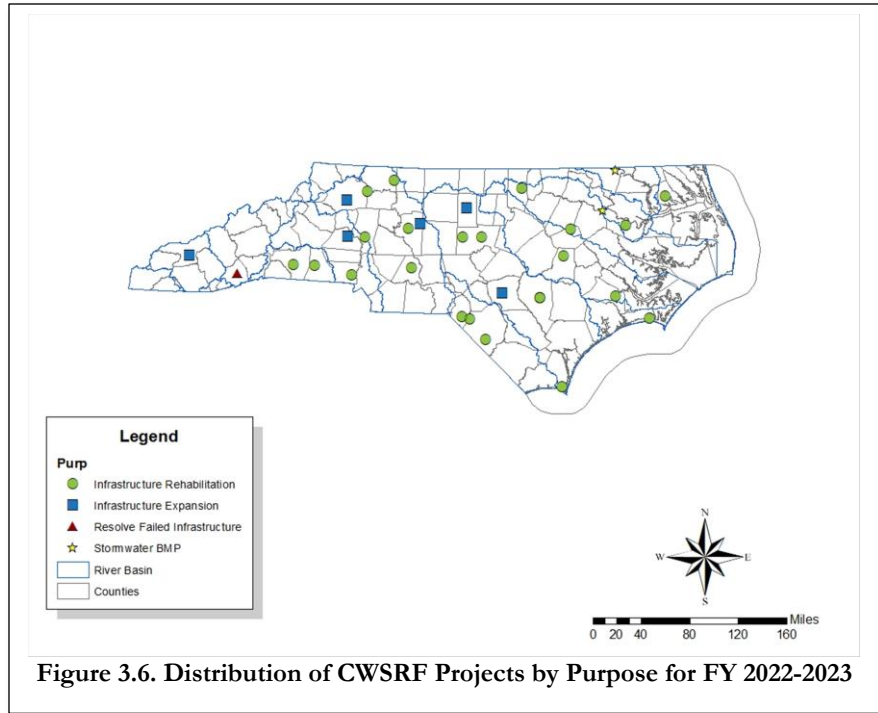 Legend
Purp
Infrastructure Rehabilitation
Infrastructure Expansion
Resolve Failed Infrastructure
Stormwater BMP
River Basin
Counties
N
W E
S
Miles
0 20 40 80 120 160
Figure 3.6. Distribution of CWSRF Projects by Purpose for FY 2022-2023